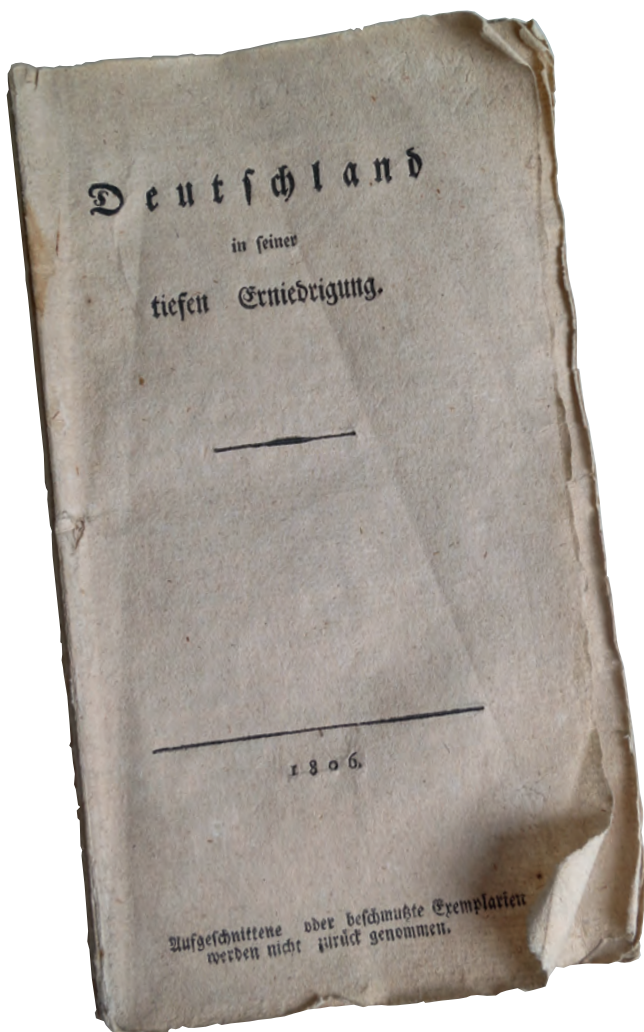 Deutschland
in seiner
tiefen Erniedrigung.
1806.
Aufgeschnittene oder beschmutzte Exemplarien
werden nicht zurück genommen.